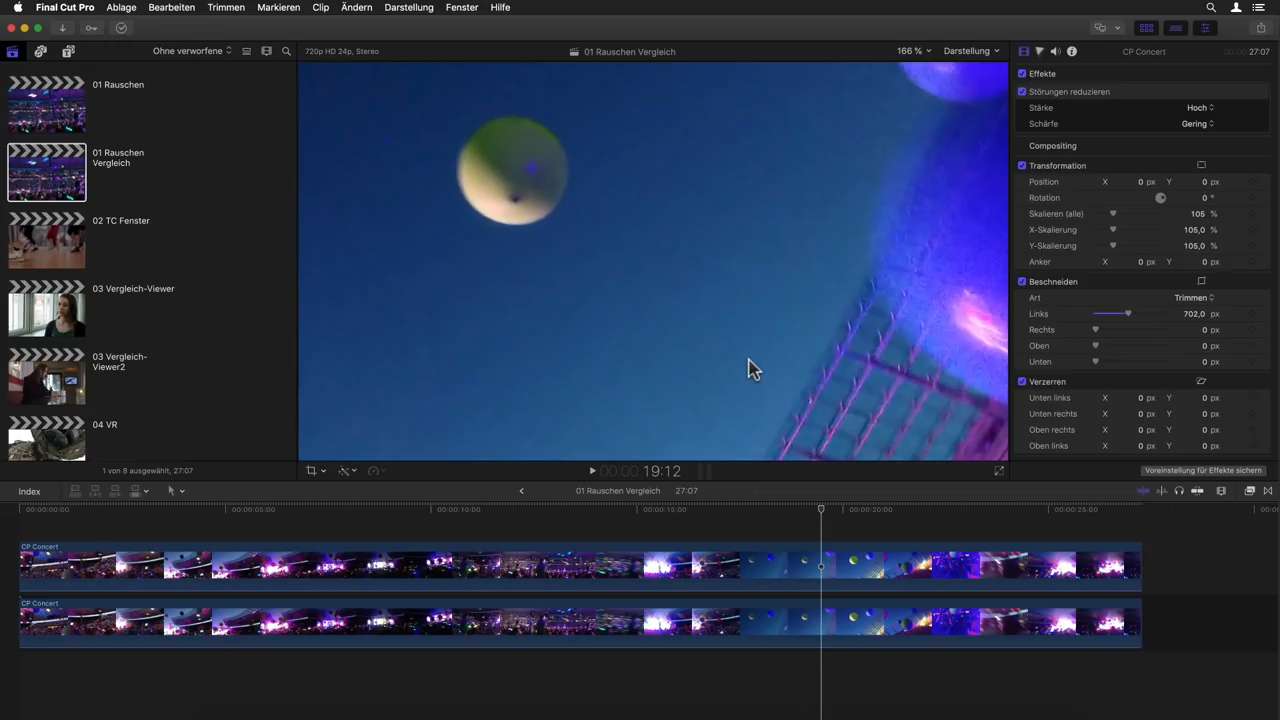 Final Cut Pro Ablage Bearbeiten Trimmen Markieren Clip Ändern Darstellung Fenster Hilfe
Ohne verworfene
720p HD 24p, Stereo
01 Rauschen Vergleich
166 %
Darstellung
CP Concert
27:07
01 Rauschen
01 Rauschen
Vergleich
02 TC Fenster
03 Vergleich-Viewer
03 Vergleich-
Viewer2
04 VR
1 von 8 ausgewählt, 27:07
00:00 19:12
Effekte
Störungen reduzieren
Stärke Hoch
Schärfe Gering
Compositing
Transformation
Position X 0 px Y 0 px
Rotation 0 °
Skalieren (alle) 105 %
X-Skalierung 105,0 %
Y-Skalierung 105,0 %
Anker X 0 px Y 0 px
Beschneiden
Art Trimmen
Links 702,0 px
Rechts 0 px
Oben 0 px
Unten 0 px
Verzerren
Unten links X 0 px Y 0 px
Unten rechts X 0 px Y 0 px
Oben rechts X 0 px Y 0 px
Oben links X 0 px Y 0 px
Voreinstellung für Effekte sichern
Index
01 Rauschen Vergleich 27:07
00:00:00:00 00:00:05:00 00:00:10:00 00:00:15:00 00:00:20:00 00:00:25:00
CP Concert
CP Concert